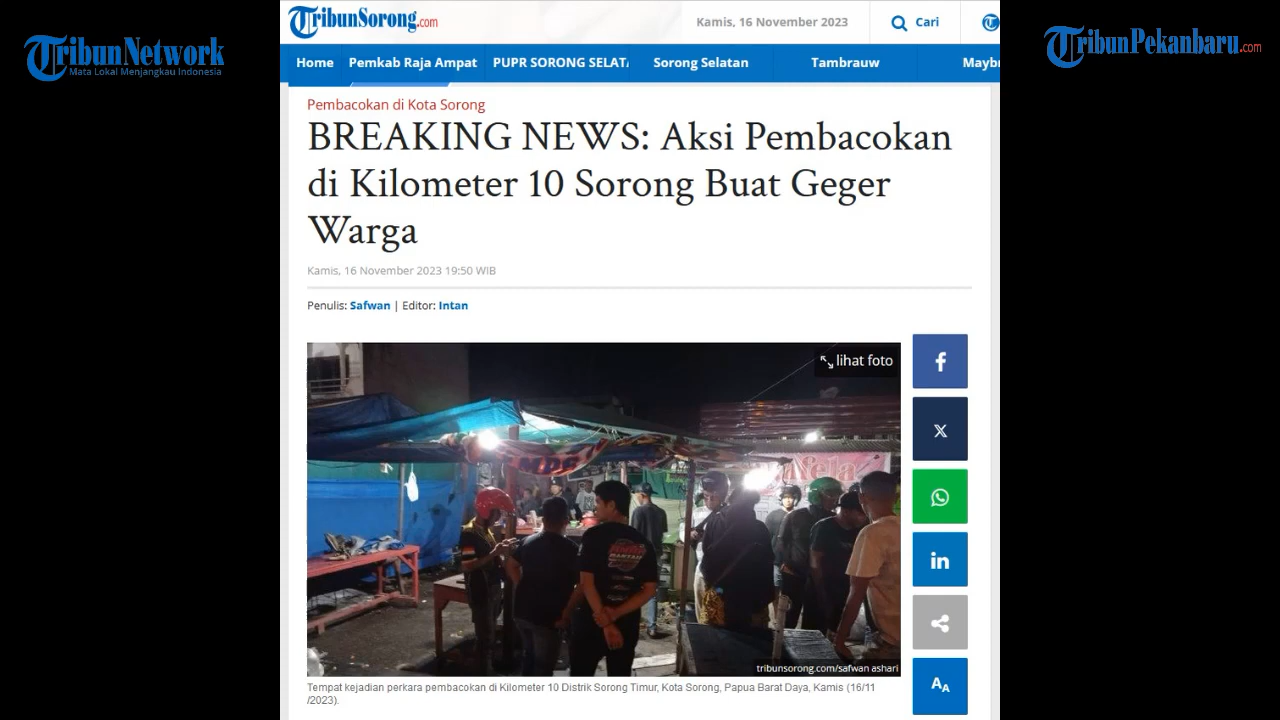 TribunNetwork
Mata Lokal Menjangkau Indonesia
TribunSorong.com
Kamis, 16 November 2023
Cari
TribunPekanbaru.com
Home
Pemkab Raja Ampat
PUPR SORONG SELATA
Sorong Selatan
Tambrauw
Maybr
Pembacokan di Kota Sorong
BREAKING NEWS: Aksi Pembacokan
di Kilometer 10 Sorong Buat Geger
Warga
Kamis, 16 November 2023 19:50 WIB
Penulis: Safwan | Editor: Intan
lihat foto
tribunsorong.com/safwan ashari
Tempat kejadian perkara pembacokan di Kilometer 10 Distrik Sorong Timur, Kota Sorong, Papua Barat Daya, Kamis (16/11
/2023).